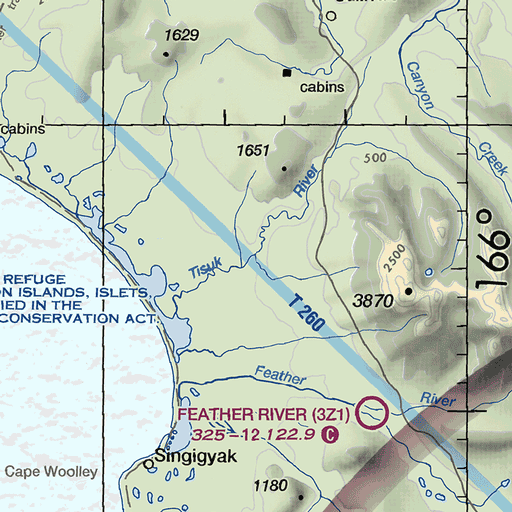 1629
cabins
Canyon
Creek
cabins
1651
500
River
166°
2500
Tisuk
REFUGE
ON ISLANDS, ISLETS,
IED IN THE
CONSERVATION ACT.
3870
T 260
Feather
River
FEATHER RIVER (3Z1)
325-12 122.9 C
Singigyak
Cape Woolley
1180